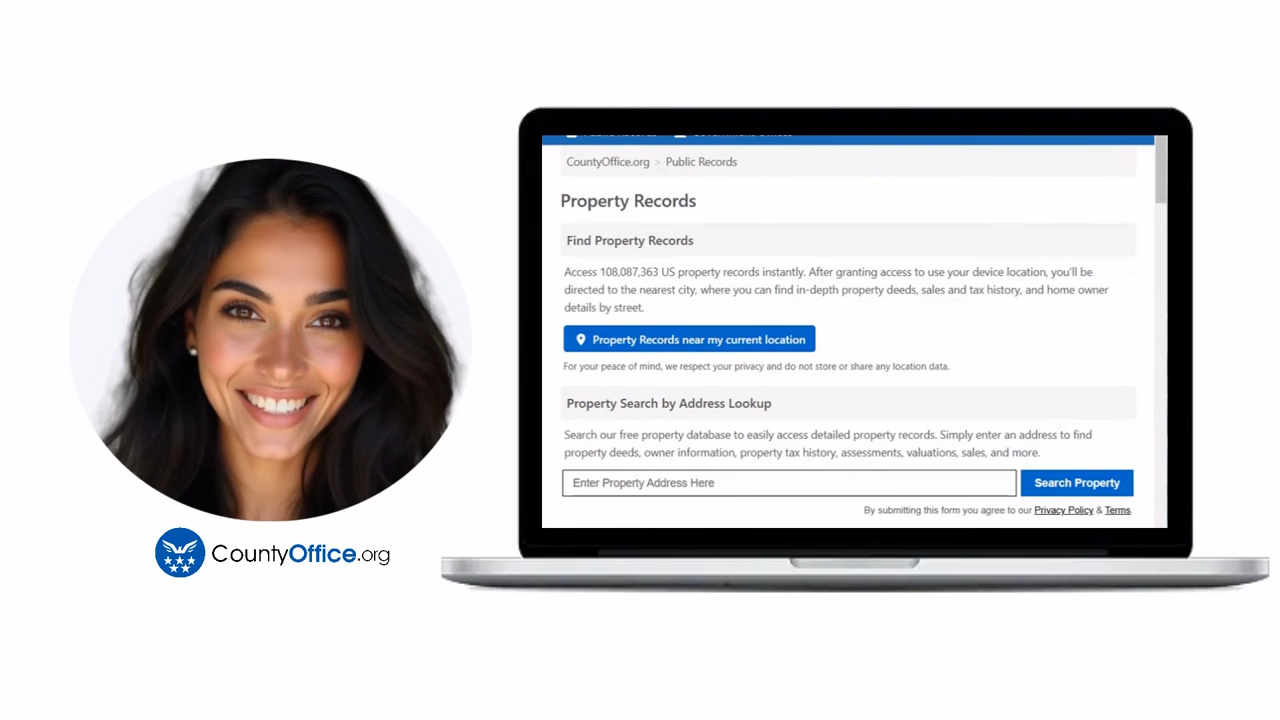 Public Records Government Offices
CountyOffice.org > Public Records
Property Records
Find Property Records
Access 108,087,363 US property records instantly. After granting access to use your device location, you'll be
directed to the nearest city, where you can find in-depth property deeds, sales and tax history, and home owner
details by street.
Property Records near my current location
For your peace of mind, we respect your privacy and do not store or share any location data.
Property Search by Address Lookup
Search our free property database to easily access detailed property records. Simply enter an address to find
property deeds, owner information, property tax history, assessments, valuations, sales, and more.
Enter Property Address Here
Search Property
By submitting this form you agree to our Privacy Policy & Terms.
CountyOffice.org